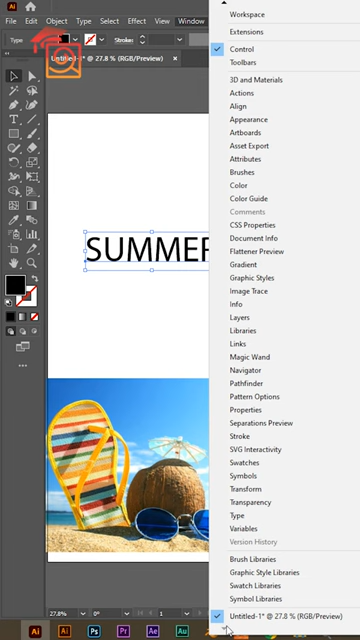 Ai
File
Edit
Object
Type
Select
Effect
Window
Type
Stroke:
Untitled-1* @ 27.8 % (RGB/Preview)
SUMMER
27.8%
0°
1
Ai
Ai
Ps
Pr
Ae
Au
Workspace
Extensions
Control
Toolbars
3D and Materials
Actions
Align
Appearance
Artboards
Asset Export
Attributes
Brushes
Color
Color Guide
Comments
CSS Properties
Document Info
Flattener Preview
Gradient
Graphic Styles
Image Trace
Info
Layers
Libraries
Links
Magic Wand
Navigator
Pathfinder
Pattern Options
Properties
Separations Preview
Stroke
SVG Interactivity
Swatches
Symbols
Transform
Transparency
Type
Variables
Version History
Brush Libraries
Graphic Style Libraries
Swatch Libraries
Symbol Libraries
Untitled-1* @ 27.8 % (RGB/Preview)